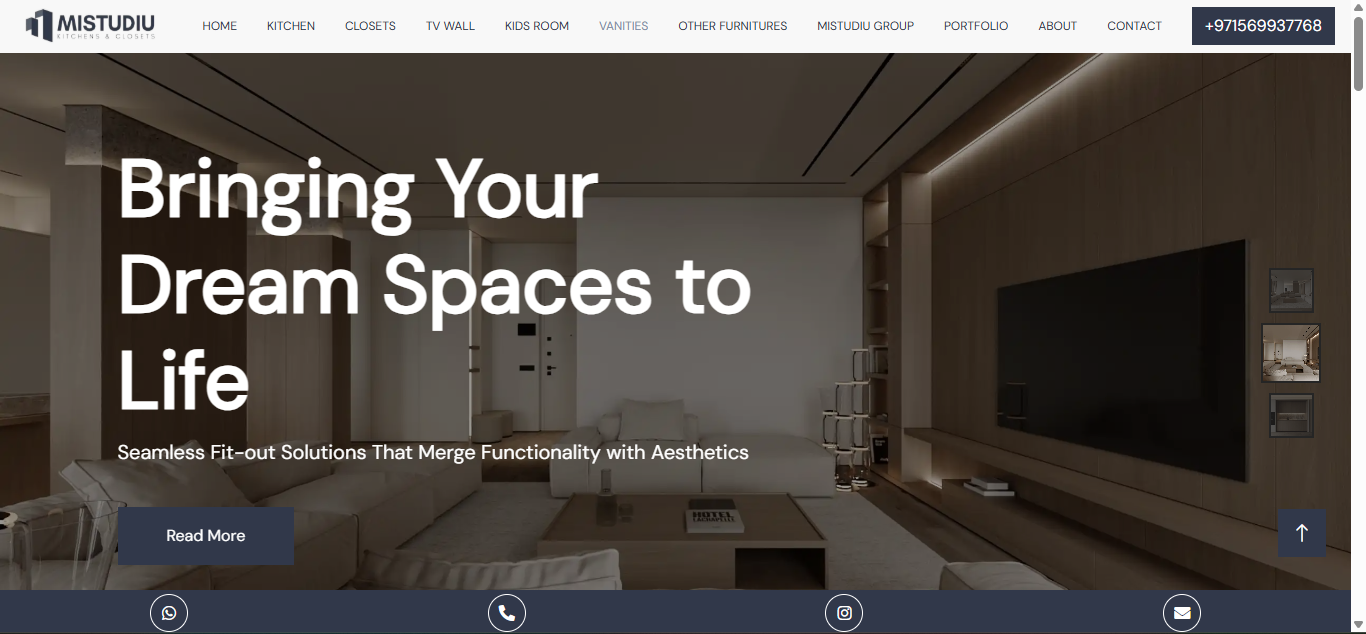 MISTUDIU
KITCHENS & CLOSETS
HOME KITCHEN CLOSETS TV WALL KIDS ROOM VANITIES OTHER FURNITURES MISTUDIU GROUP PORTFOLIO ABOUT CONTACT +971569937768
Bringing Your
Dream Spaces to
Life
Seamless Fit-out Solutions That Merge Functionality with Aesthetics
HOTEL
LACHAPELLE
Read More